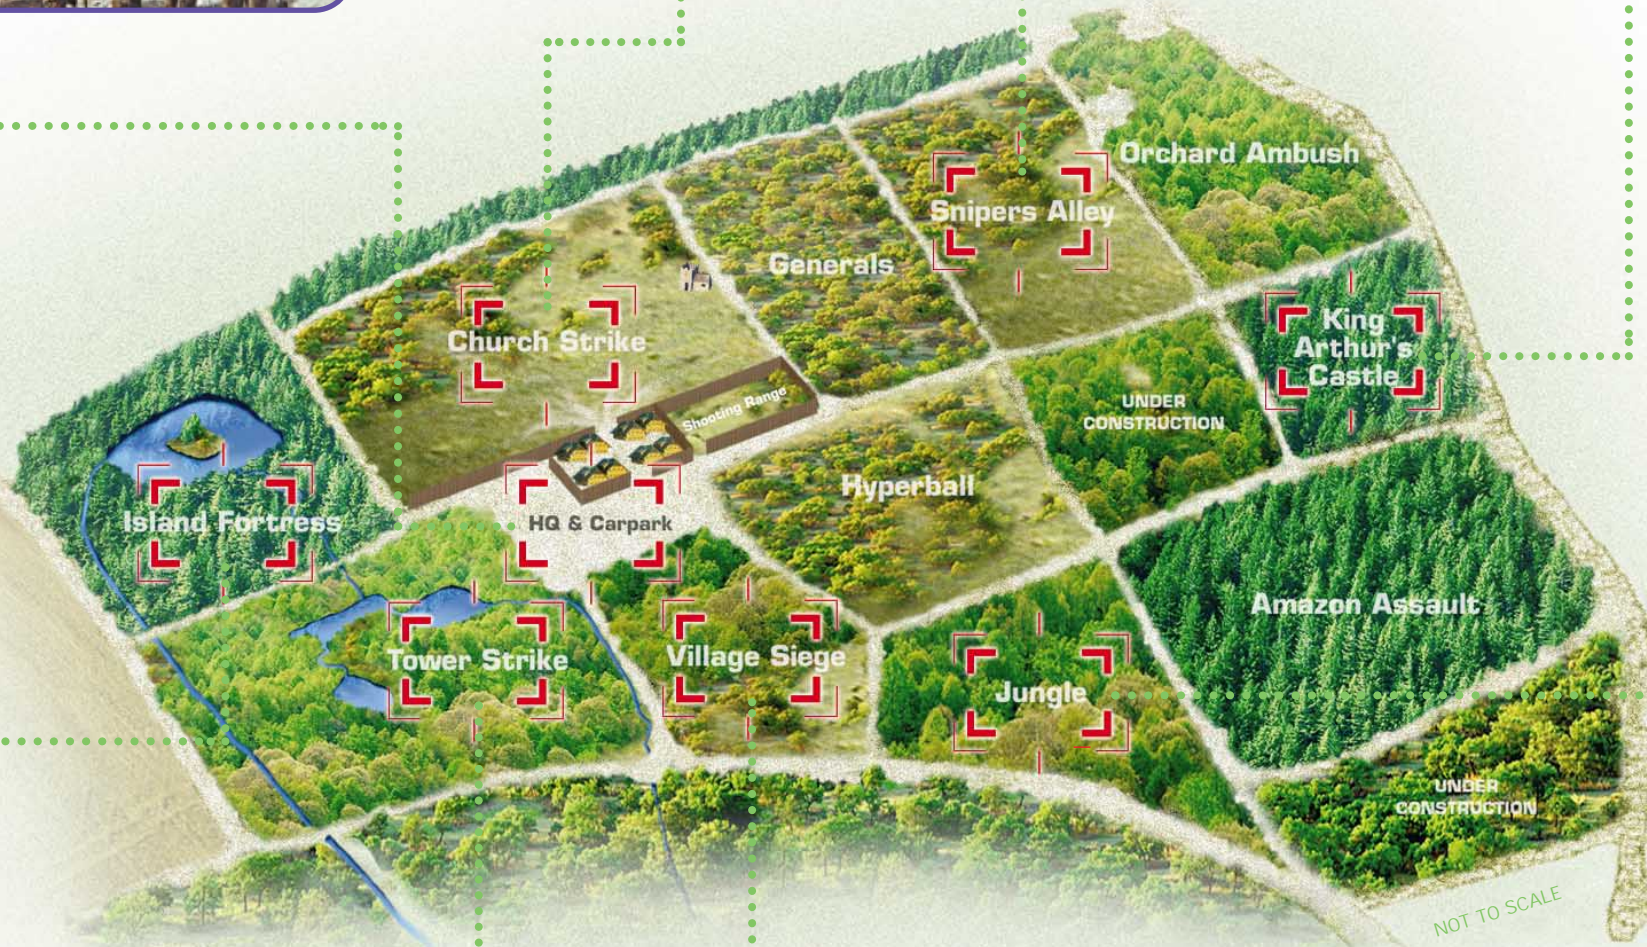 Orchard Ambush
Snipers Alley
Generals
King
Arthur's
Castle
Church Strike
Shooting Range
UNDER
CONSTRUCTION
Hyperball
Island Fortress
HQ & Carpark
Amazon Assault
Tower Strike
Village Siege
Jungle
UNDER
CONSTRUCTION
NOT TO SCALE